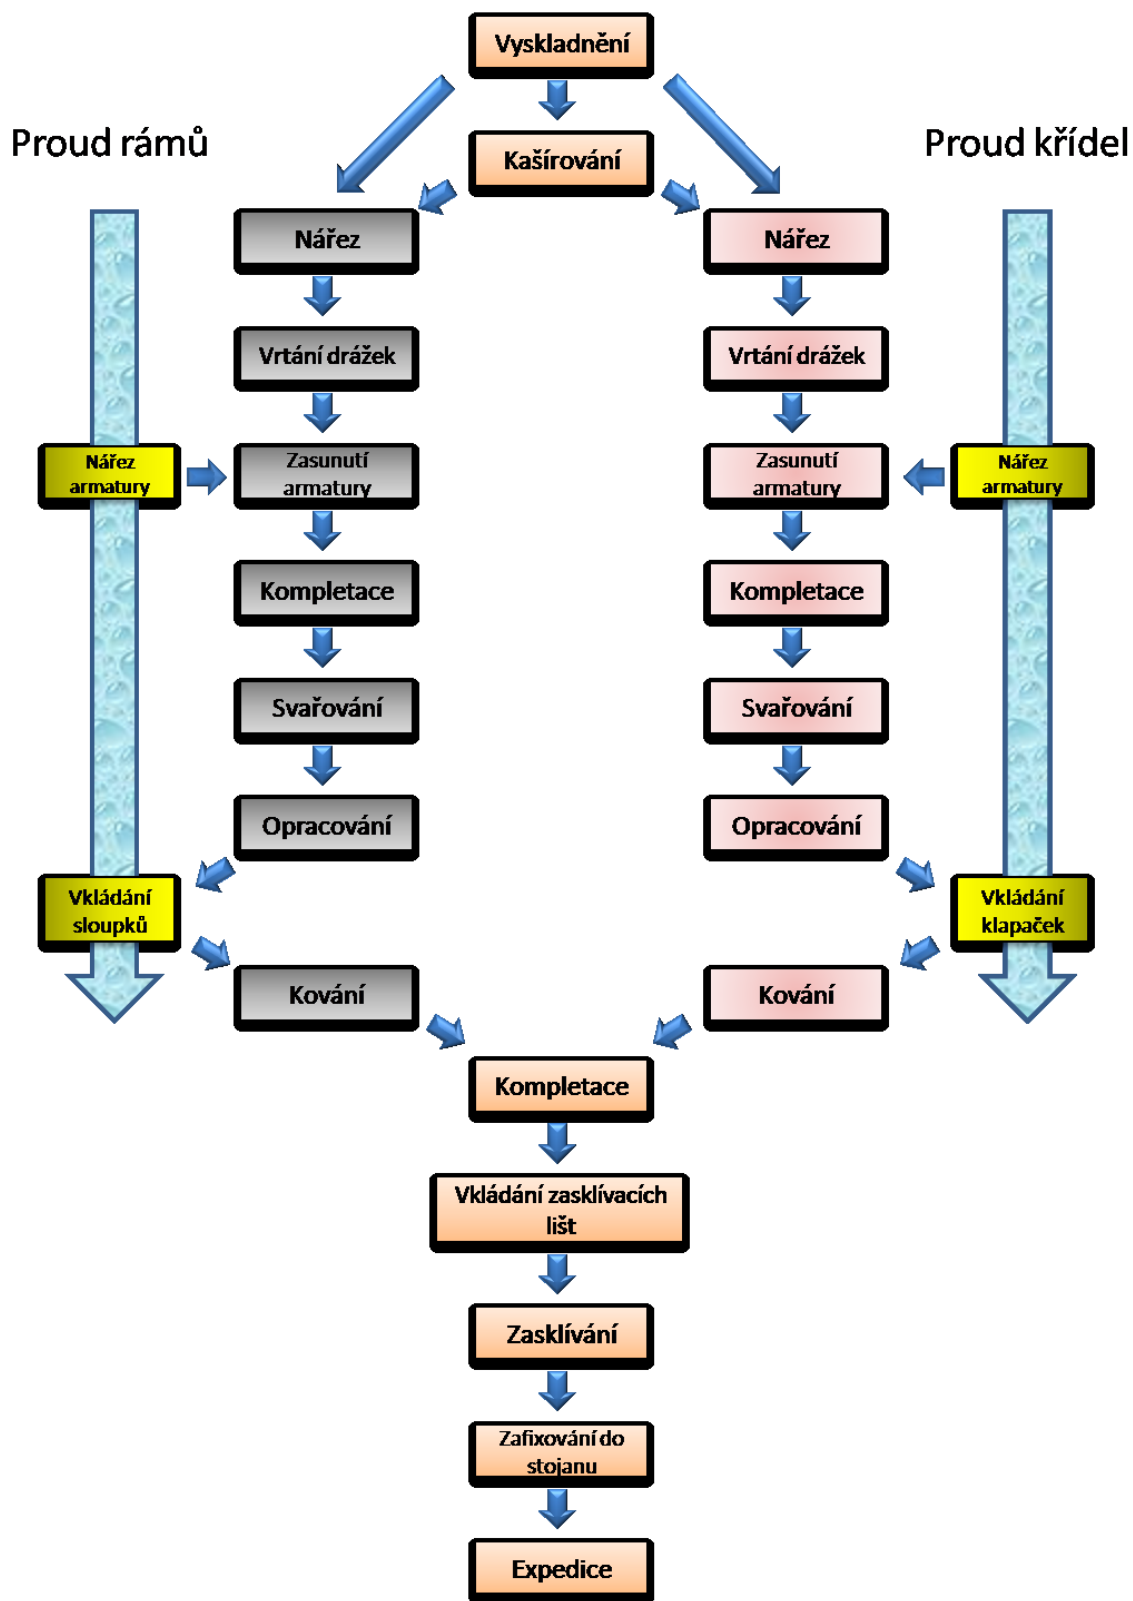 Vyskladnění
Proud rámů
Proud křídel
Kašírování
Nářez
Nářez
Vrtání drážek
Vrtání drážek
Nářez
armatury
Zasunutí
armatury
Zasunutí
armatury
Nářez
armatury
Kompletace
Kompletace
Svařování
Svařování
Opracování
Opracování
Vkládání
sloupků
Vkládání
klapaček
Kování
Kování
Kompletace
Vkládání zasklívacích
lišt
Zasklívání
Zafixování do
stojanu
Expedice